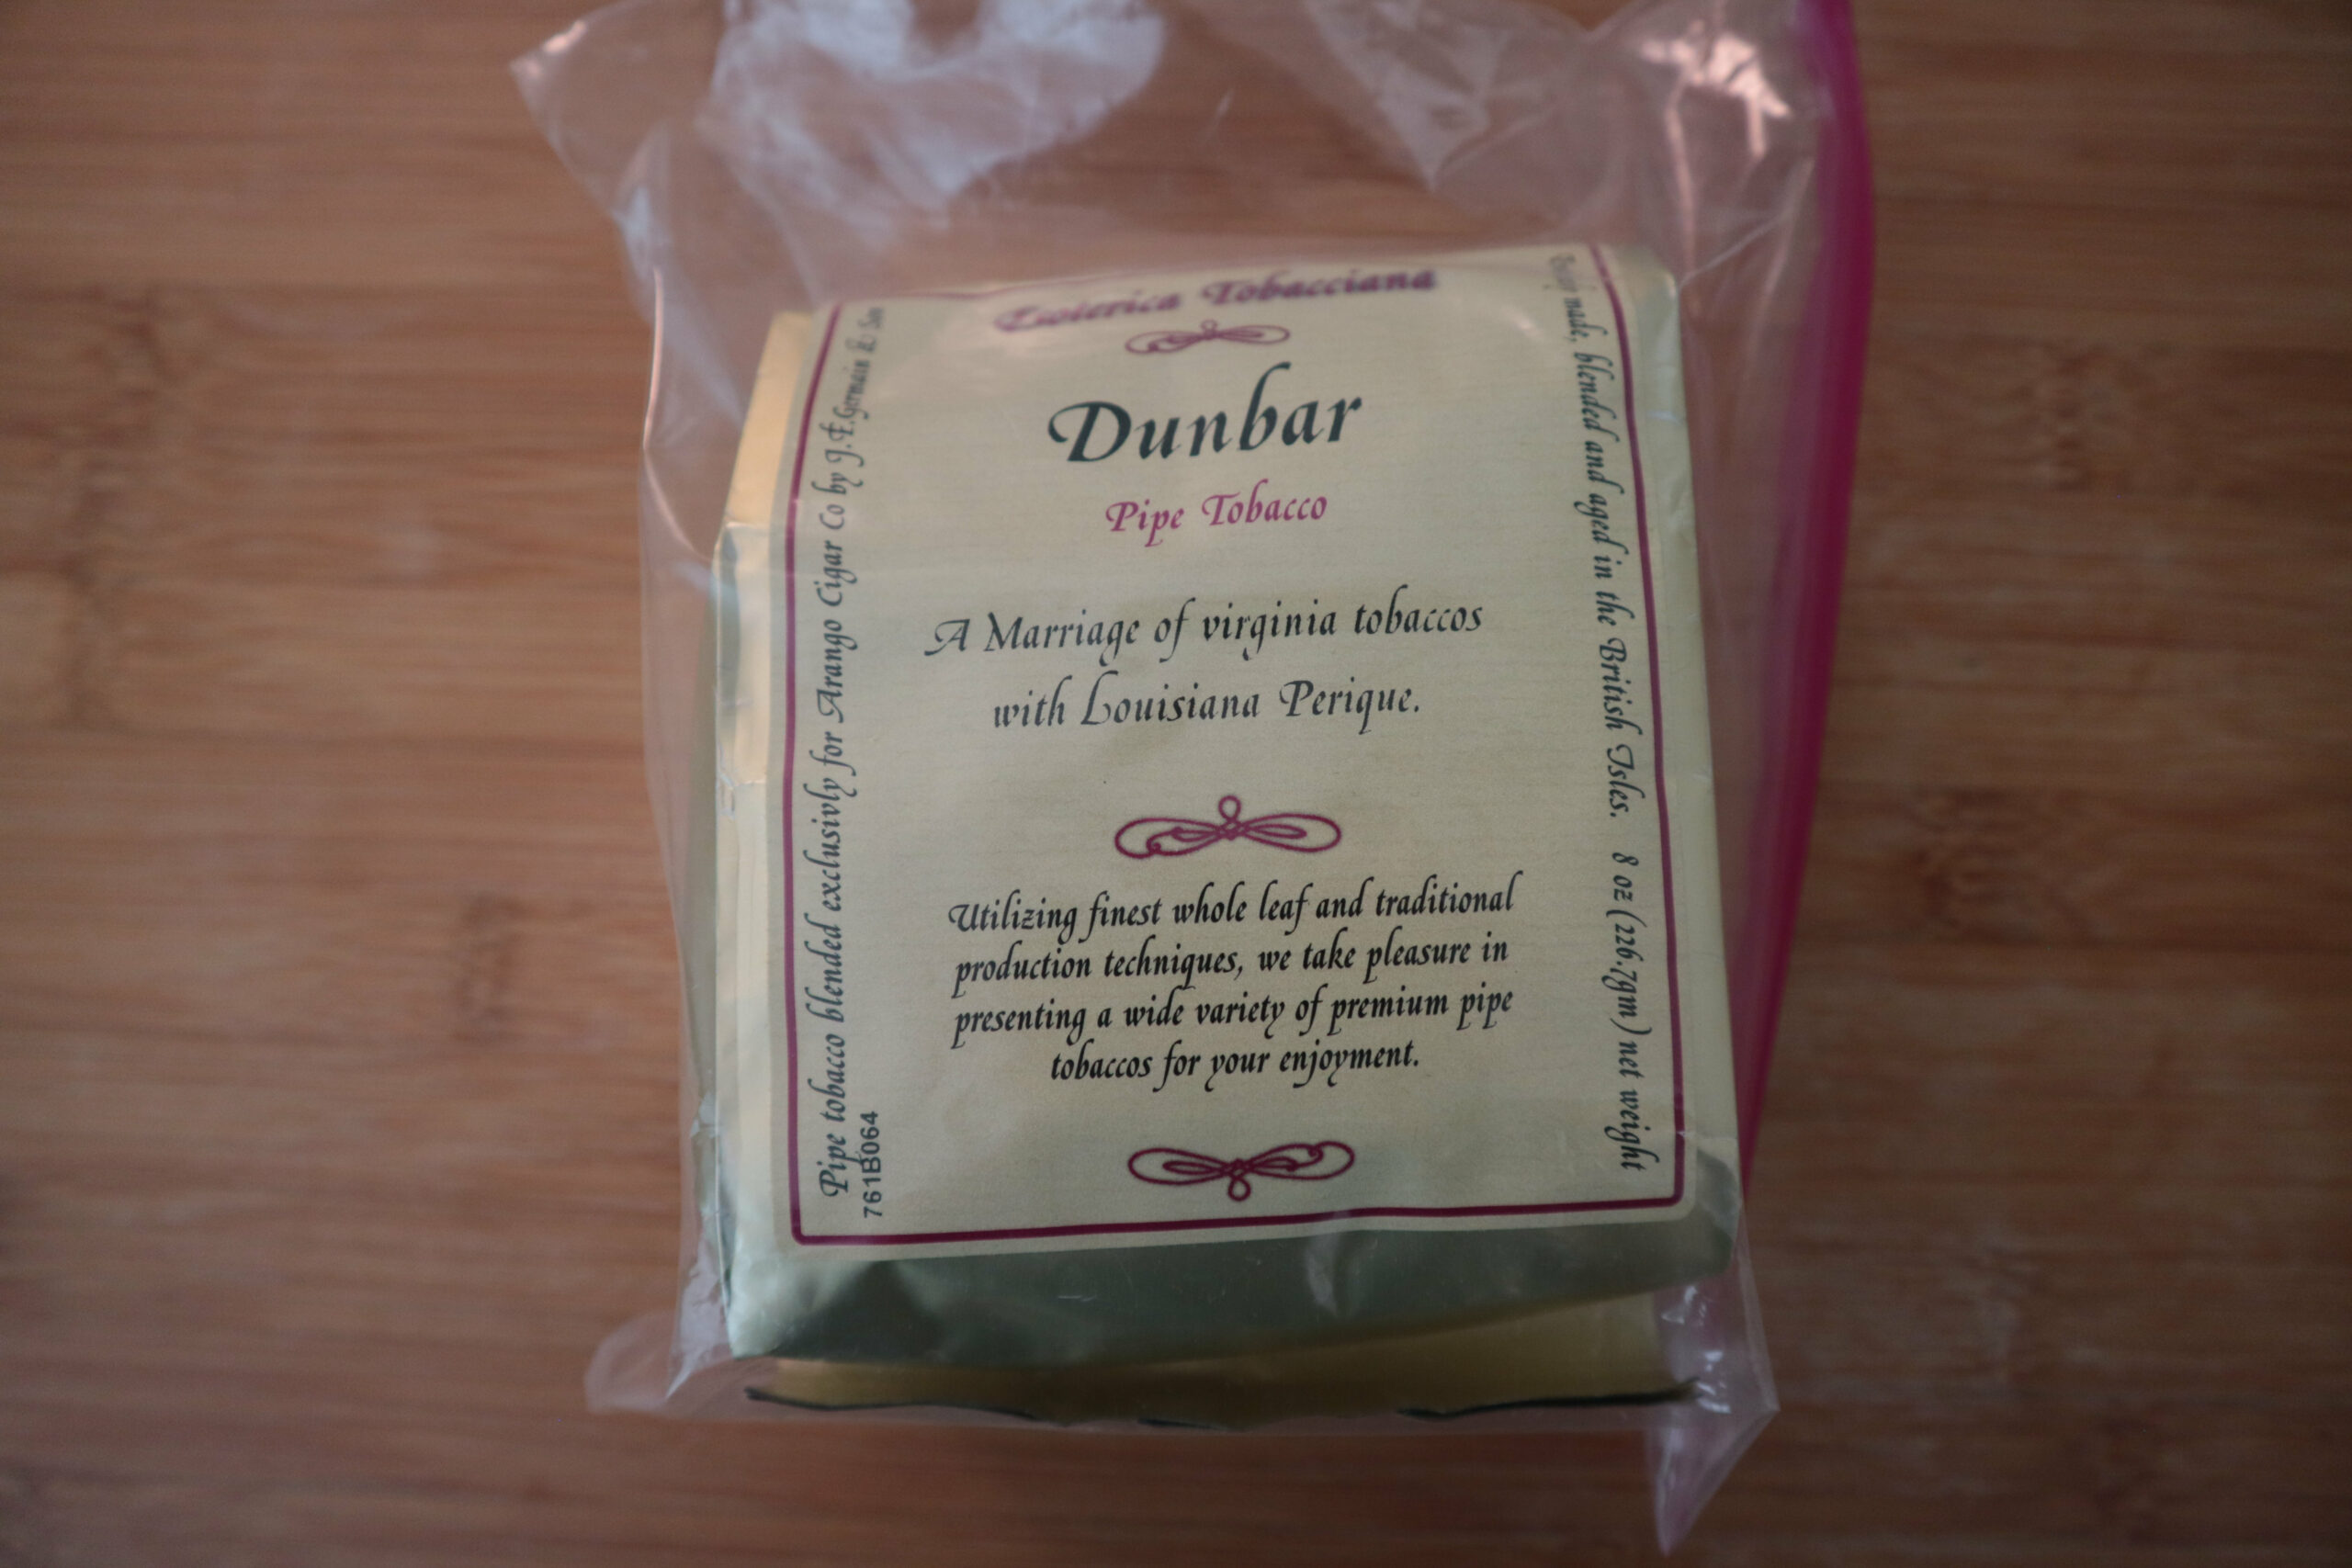 Esoterica Tobacciana
Dunbar
Pipe Tobacco
A Marriage of virginia tobaccos
with Louisiana Perique.
Utilizing finest whole leaf and traditional
production techniques, we take pleasure in
presenting a wide variety of premium pipe
tobaccos for your enjoyment.
Pipe tobacco blended exclusivly for Arango Cigar Co by J.F.Germain & Son
761B064
made, blended and aged in the British Isles. 8 oz (226.7gm) net weight